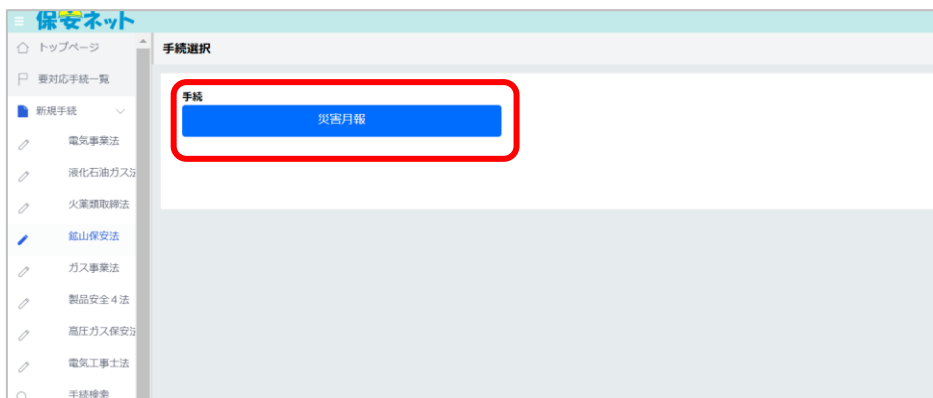 保安ネット
トップページ
要対応手続一覧
新規手続
電気事業法
液化石油ガス法
火薬類取締法
鉱山保安法
ガス事業法
製品安全4法
高圧ガス保安法
電気工事士法
手続検索
手続選択
手続
災害月報